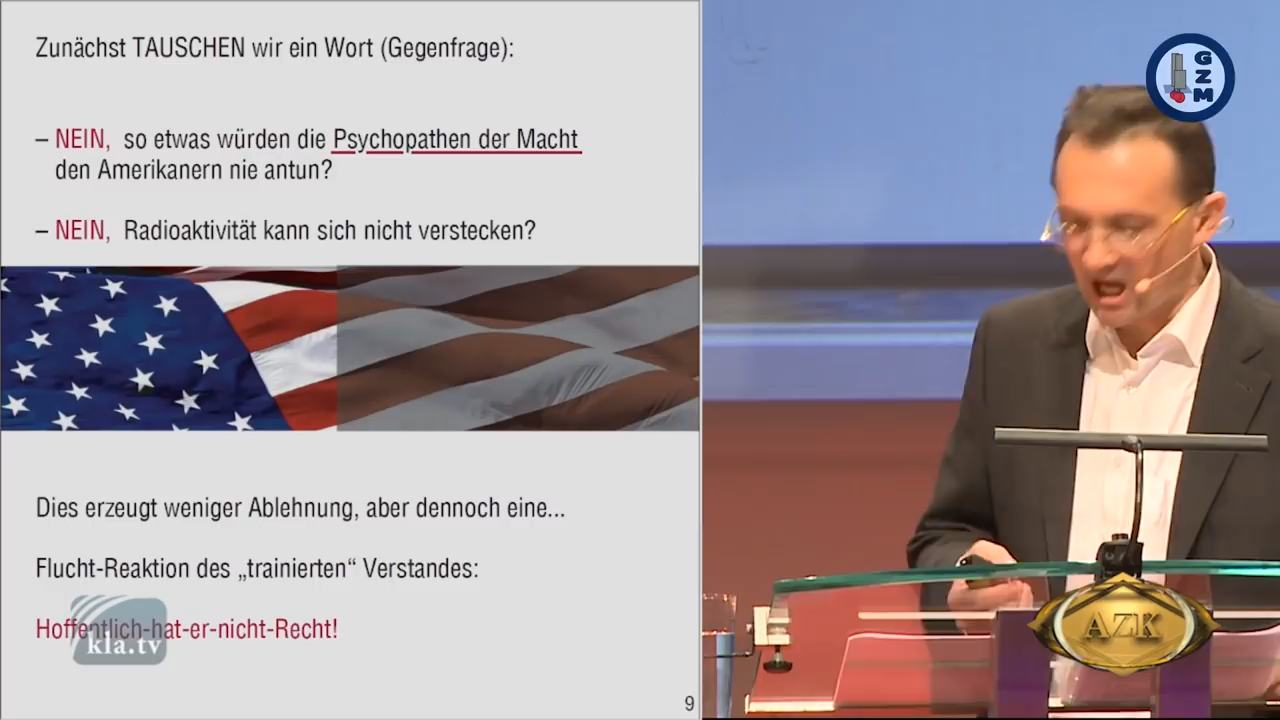 Zunächst TAUSCHEN wir ein Wort (Gegenfrage):
– NEIN, so etwas würden die Psychopathen der Macht
den Amerikanern nie antun?
– NEIN, Radioaktivität kann sich nicht verstecken?
Dies erzeugt weniger Ablehnung, aber dennoch eine...
Flucht-Reaktion des „trainierten“ Verstandes:
Hoffentlich-hat-er-nicht-Recht!
kla.tv
9
GZM
AZK